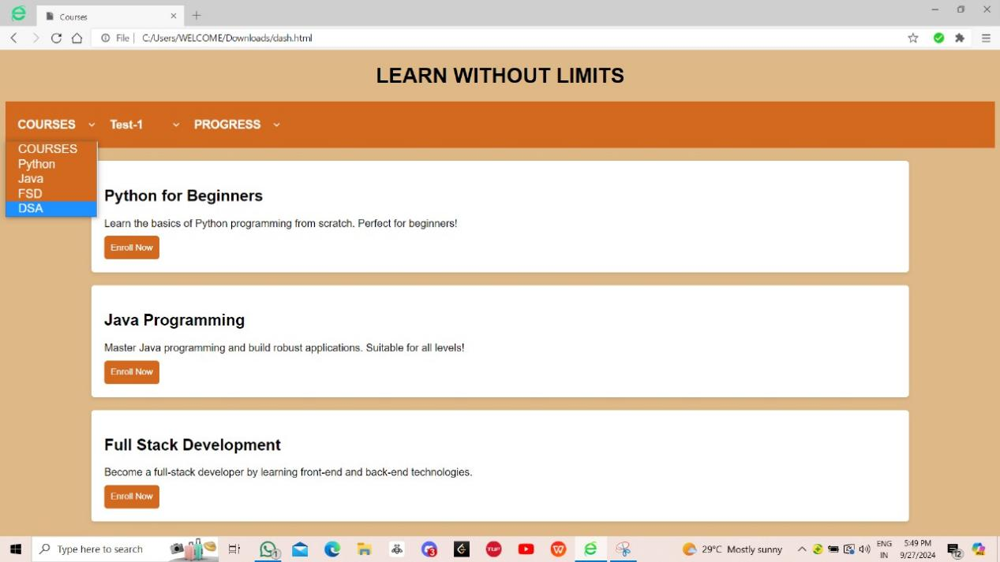 Courses
File | C:/Users/WELCOME/Downloads/dash.html
LEARN WITHOUT LIMITS
COURSES Test-1 PROGRESS
COURSES
Python
Java
FSD
DSA
Python for Beginners
Learn the basics of Python programming from scratch. Perfect for beginners!
Enroll Now
Java Programming
Master Java programming and build robust applications. Suitable for all levels!
Enroll Now
Full Stack Development
Become a full-stack developer by learning front-end and back-end technologies.
Enroll Now
Type here to search
1
3
TUF
W
29°C Mostly sunny
ENG
IN
5:49 PM
9/27/2024
12